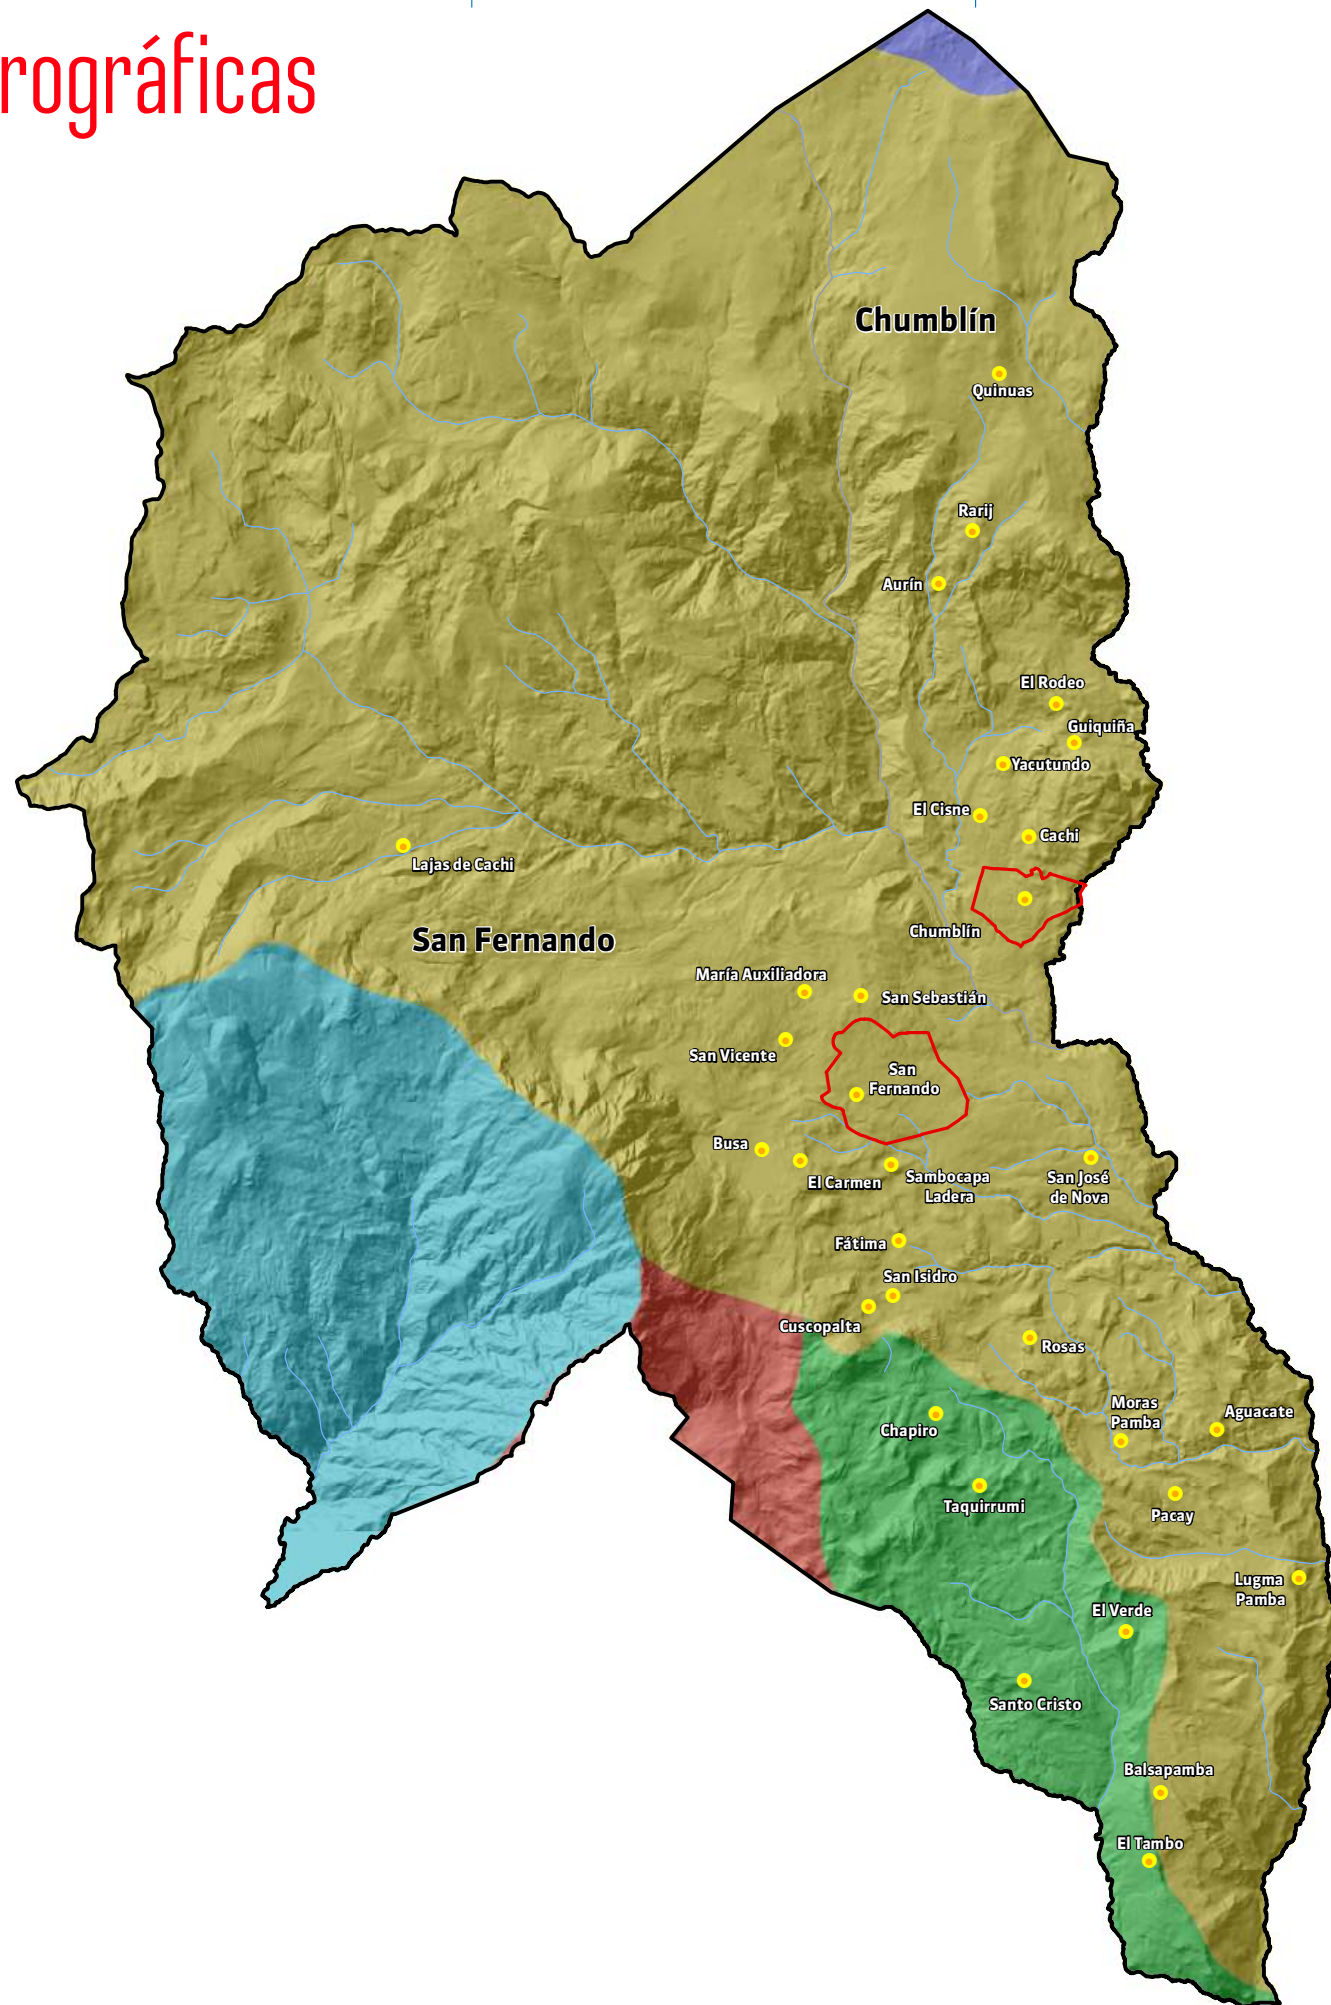 rográficas
Chumblín
Quinuas
Rarij
Aurín
El Rodeo
Guiquiña
Yacutundo
El Cisne
Cachi
Lajas de Cachi
Chumblín
San Fernando
María Auxiliadora
San Sebastián
San Vicente
San
Fernando
Busa
El Carmen
Sambocapa
Ladera
San José
de Nova
Fátima
San Isidro
Cuscopalta
Rosas
Moras
Pamba
Aguacate
Chapiro
Taquirrumi
Pacay
Lugma
Pamba
El Verde
Santo Cristo
Balsapamba
El Tambo